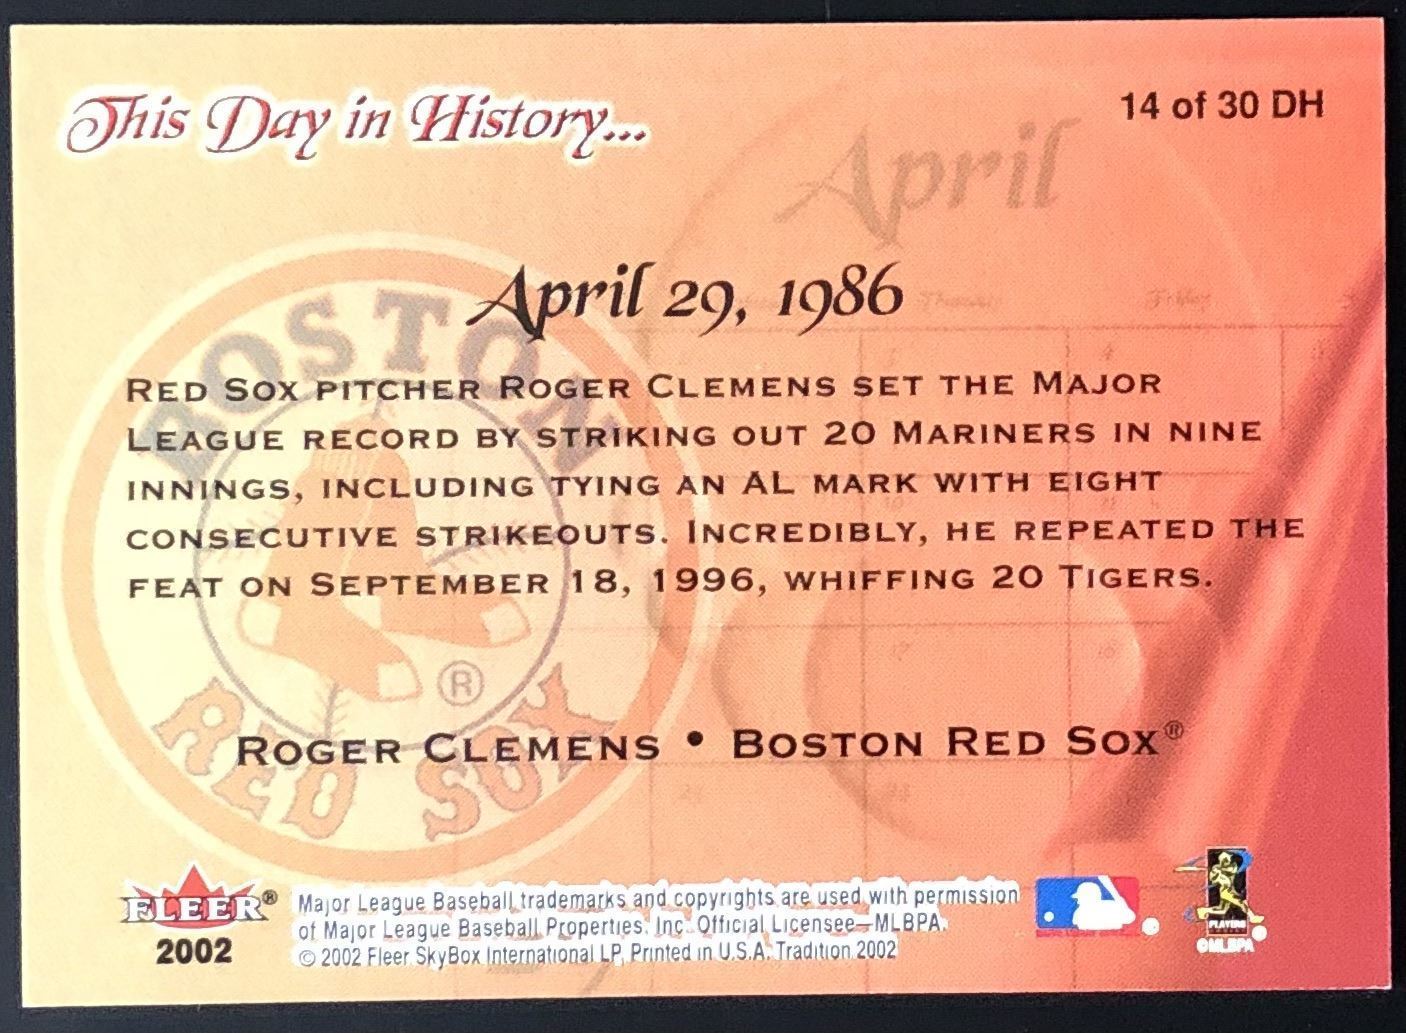 This Day in History...
14 of 30 DH
April
April 29, 1986
BOSTON
RED SOX PITCHER ROGER CLEMENS SET THE MAJOR
LEAGUE RECORD BY STRIKING OUT 20 MARINERS IN NINE
INNINGS, INCLUDING TYING AN AL MARK WITH EIGHT
CONSECUTIVE STRIKEOUTS. INCREDIBLY, HE REPEATED THE
FEAT ON SEPTEMBER 18, 1996, WHIFFING 20 TIGERS.
®
RED SOX
ROGER CLEMENS • BOSTON RED SOX®
FLEER®
2002
Major League Baseball trademarks and copyrights are used with permission
of Major League Baseball Properties, Inc. Official Licensee—MLBPA.
© 2002 Fleer SkyBox International LP, Printed in U.S.A. Tradition 2002
PLAYERS
©MLBPA